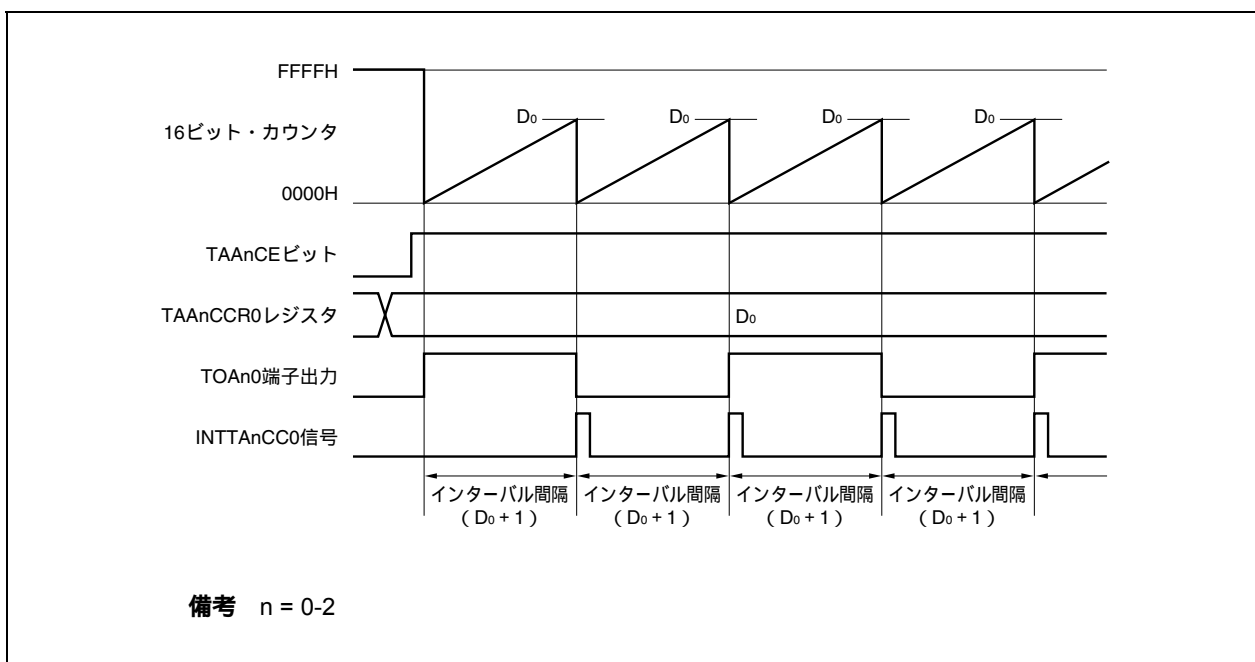 FFFFH
D₀ D₀ D₀ D₀
16ビット・カウンタ
0000H
TAAnCEビット
TAAnCCR0レジスタ D₀
TOAn0端子出力
INTTAnCC0信号
インターバル間隔 インターバル間隔 インターバル間隔 インターバル間隔
（D₀ + 1） （D₀ + 1） （D₀ + 1） （D₀ + 1）
備考 n = 0-2